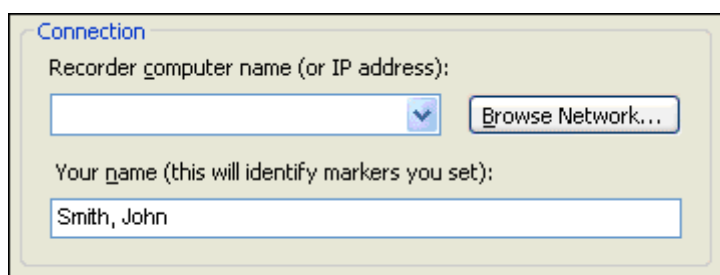 Connection
Recorder computer name (or IP address):
Browse Network...
Your name (this will identify markers you set):
Smith, John